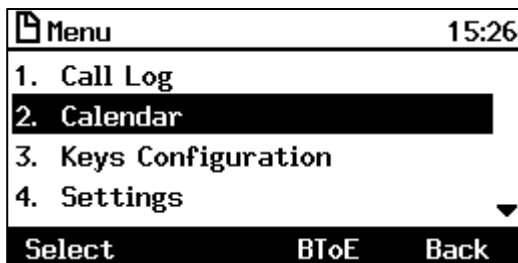 Menu 15:26
1. Call Log
2. Calendar
3. Keys Configuration
4. Settings
Select BToE Back